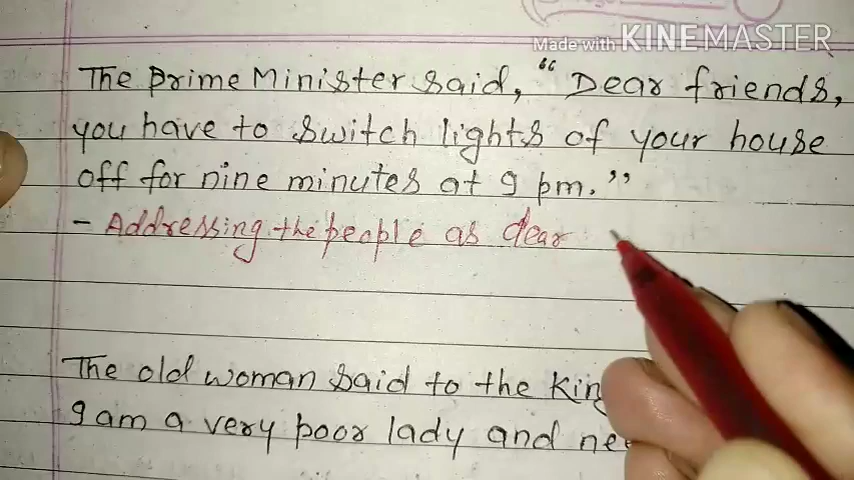 Made with KINEMASTER
The Prime Minister said, “Dear friends,
you have to switch lights of your house
off for nine minutes at 9 pm.”
- Addressing the people as dear
The old woman said to the
I am a very poor lady and